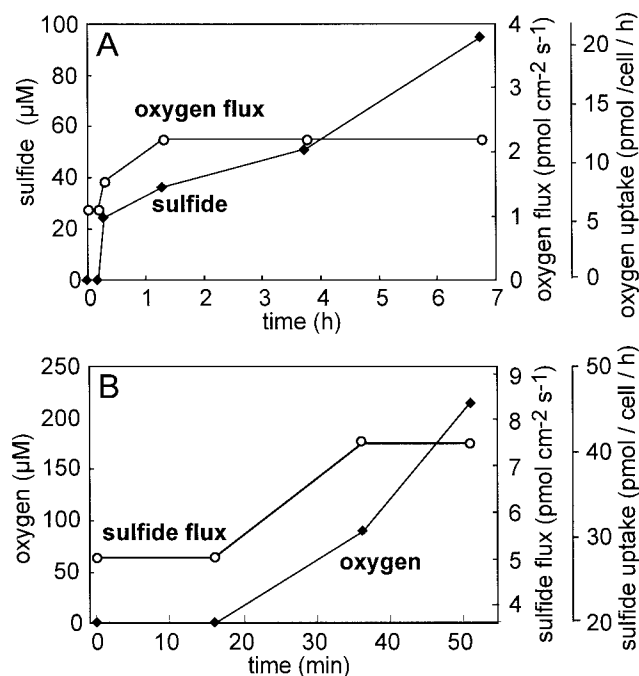 A
100
80
60
40
20
0
sulfide (µM)
oxygen flux
sulfide
0 1 2 3 4 5 6 7
time (h)
4
3
2
1
0
oxygen flux (pmol cm-2 s-1)
20
15
10
5
0
oxygen uptake (pmol /cell / h)
B
250
200
150
100
50
0
oxygen (µM)
sulfide flux
oxygen
0 10 20 30 40 50
time (min)
9
8
7
6
5
4
sulfide flux (pmol cm-2 s-1)
50
40
30
20
sulfide uptake (pmol / cell / h)